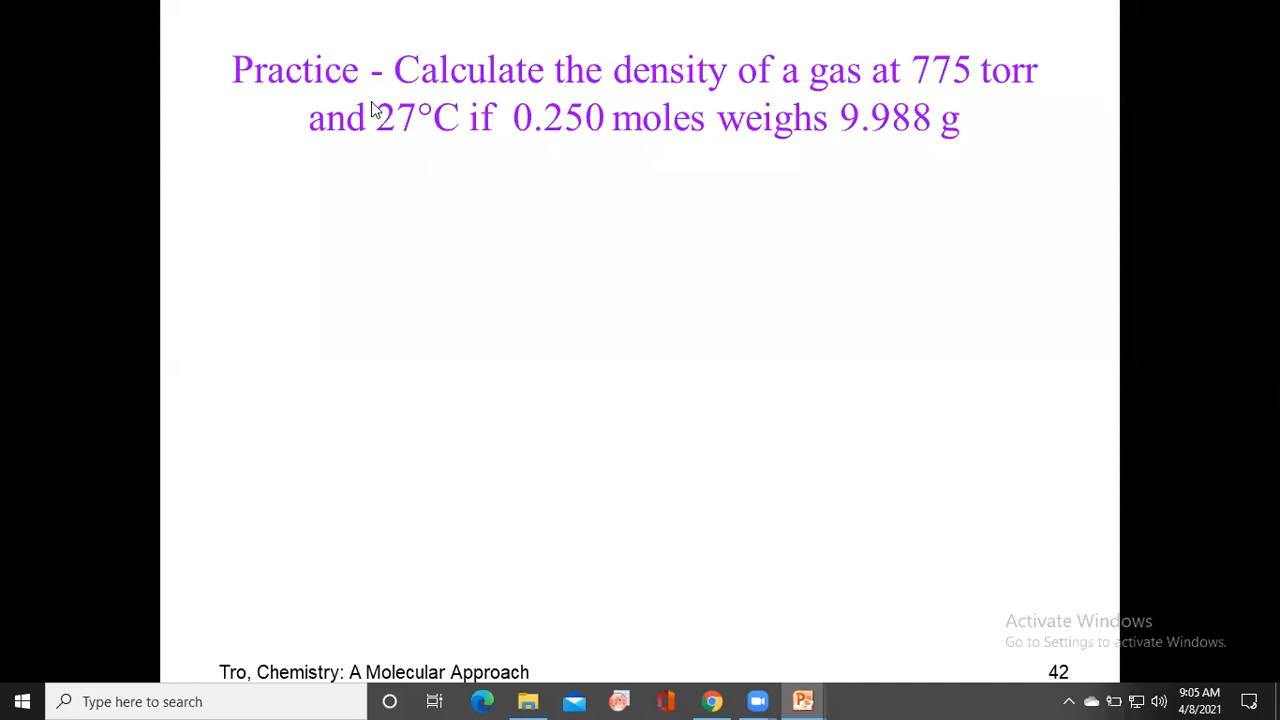 Practice - Calculate the density of a gas at 775 torr
and 27°C if 0.250 moles weighs 9.988 g
Activate Windows
Go to Settings to activate Windows.
Tro, Chemistry: A Molecular Approach
42
Type here to search
9:05 AM
4/8/2021